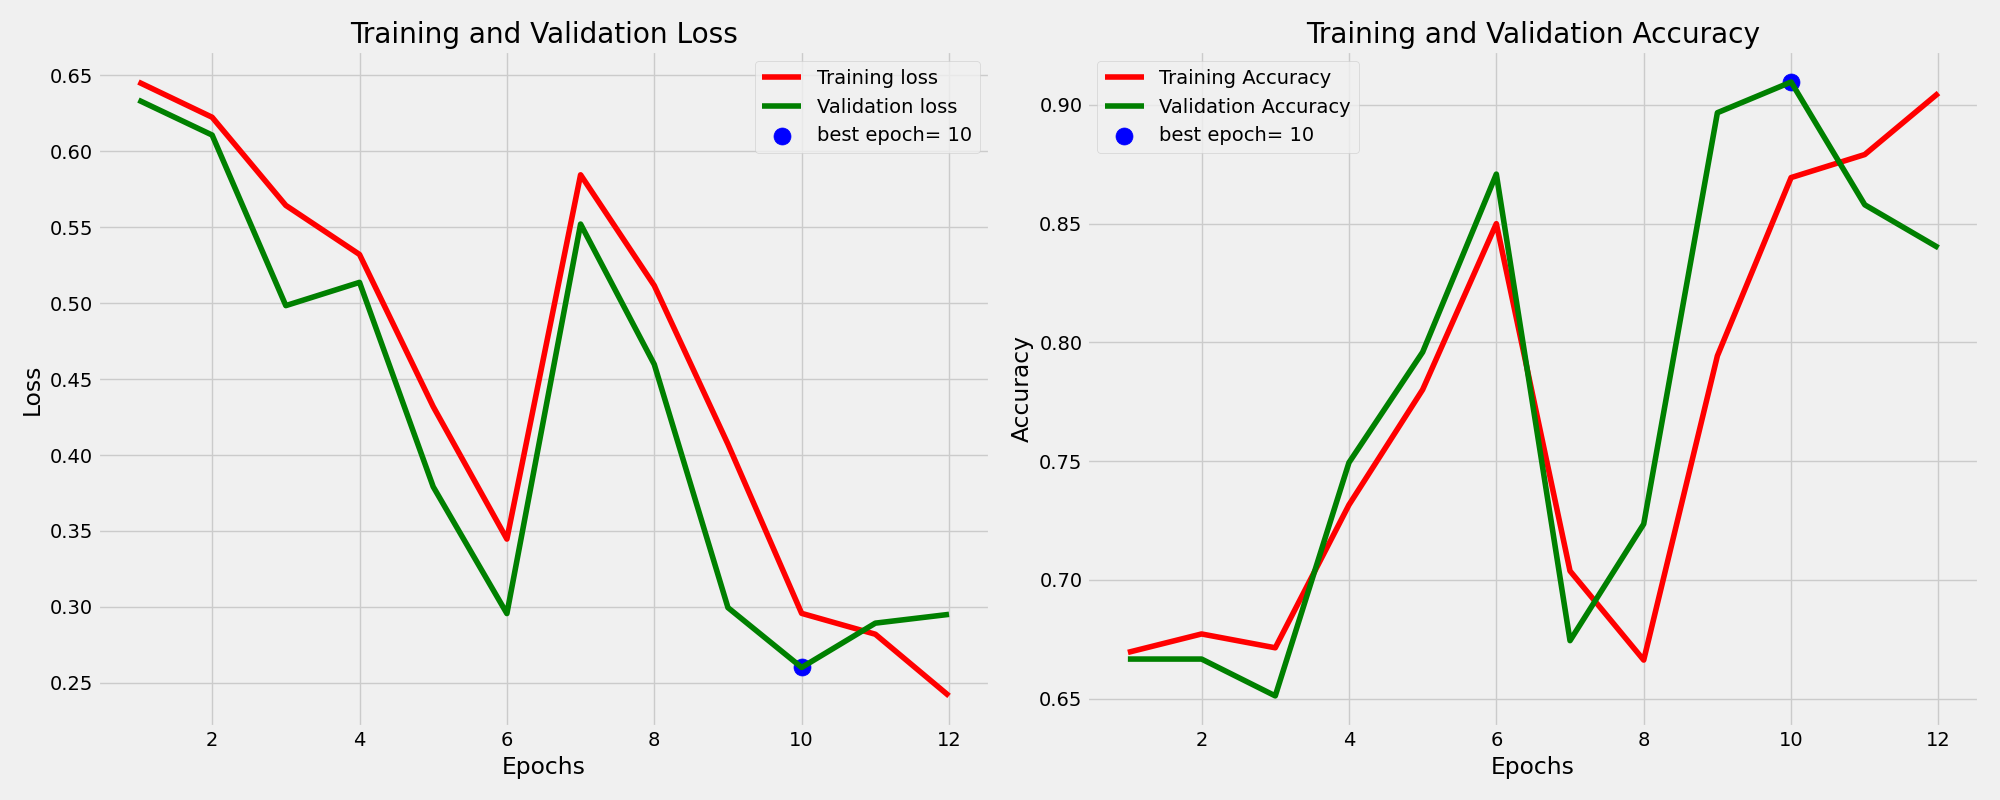 Training and Validation Loss
0.65
0.60
0.55
0.50
0.45
0.40
0.35
0.30
0.25
Loss
Training loss
Validation loss
best epoch= 10
2 4 6 8 10 12
Epochs
Training and Validation Accuracy
0.90
0.85
0.80
0.75
0.70
0.65
Accuracy
Training Accuracy
Validation Accuracy
best epoch= 10
2 4 6 8 10 12
Epochs